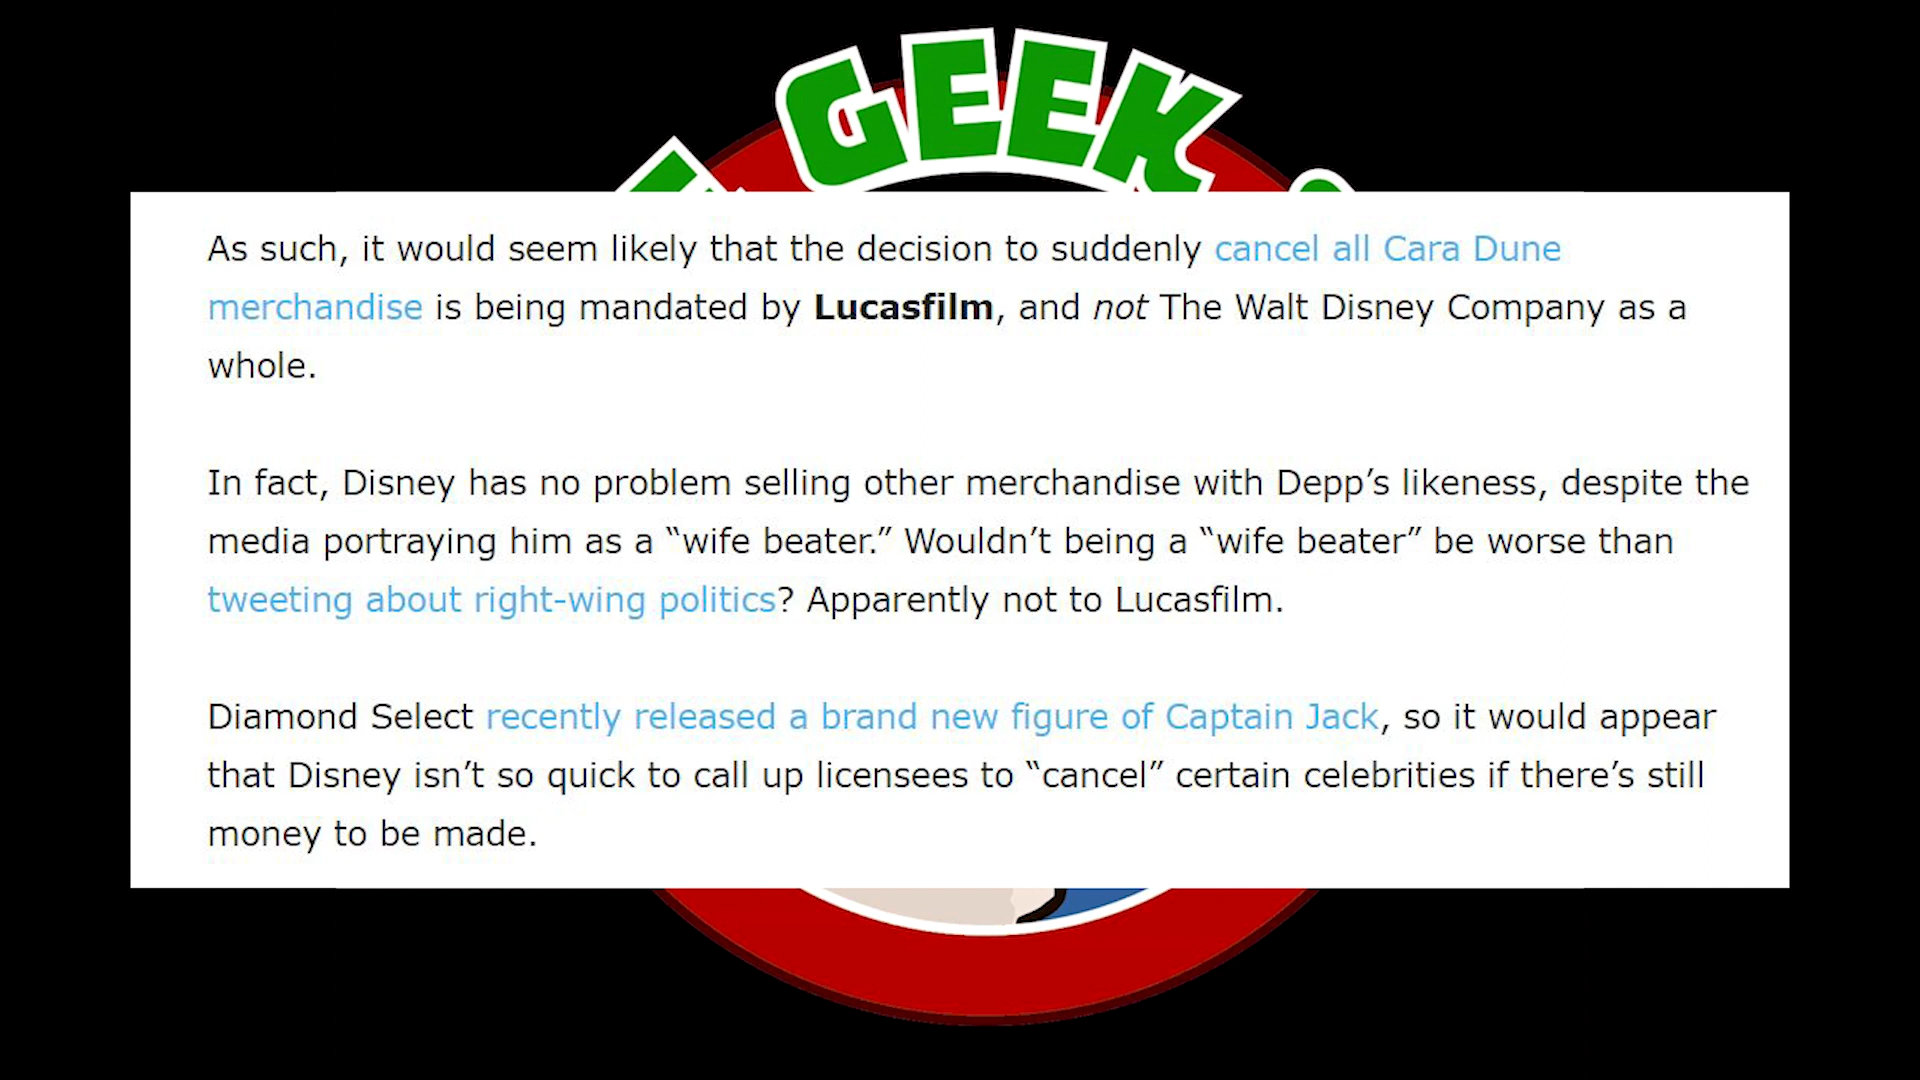 GEEK
As such, it would seem likely that the decision to suddenly cancel all Cara Dune
merchandise is being mandated by Lucasfilm, and not The Walt Disney Company as a
whole.
In fact, Disney has no problem selling other merchandise with Depp’s likeness, despite the
media portraying him as a “wife beater.” Wouldn’t being a “wife beater” be worse than
tweeting about right-wing politics? Apparently not to Lucasfilm.
Diamond Select recently released a brand new figure of Captain Jack, so it would appear
that Disney isn’t so quick to call up licensees to “cancel” certain celebrities if there’s still
money to be made.